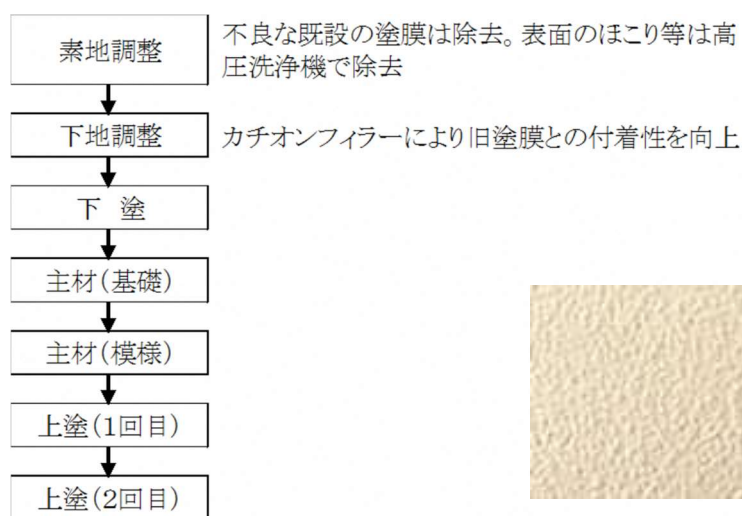 素地調整
不良な既設の塗膜は除去。表面のほこり等は高
圧洗浄機で除去
下地調整
カチオンフィラーにより旧塗膜との付着性を向上
下 塗
主材(基礎)
主材(模様)
上塗(1回目)
上塗(2回目)